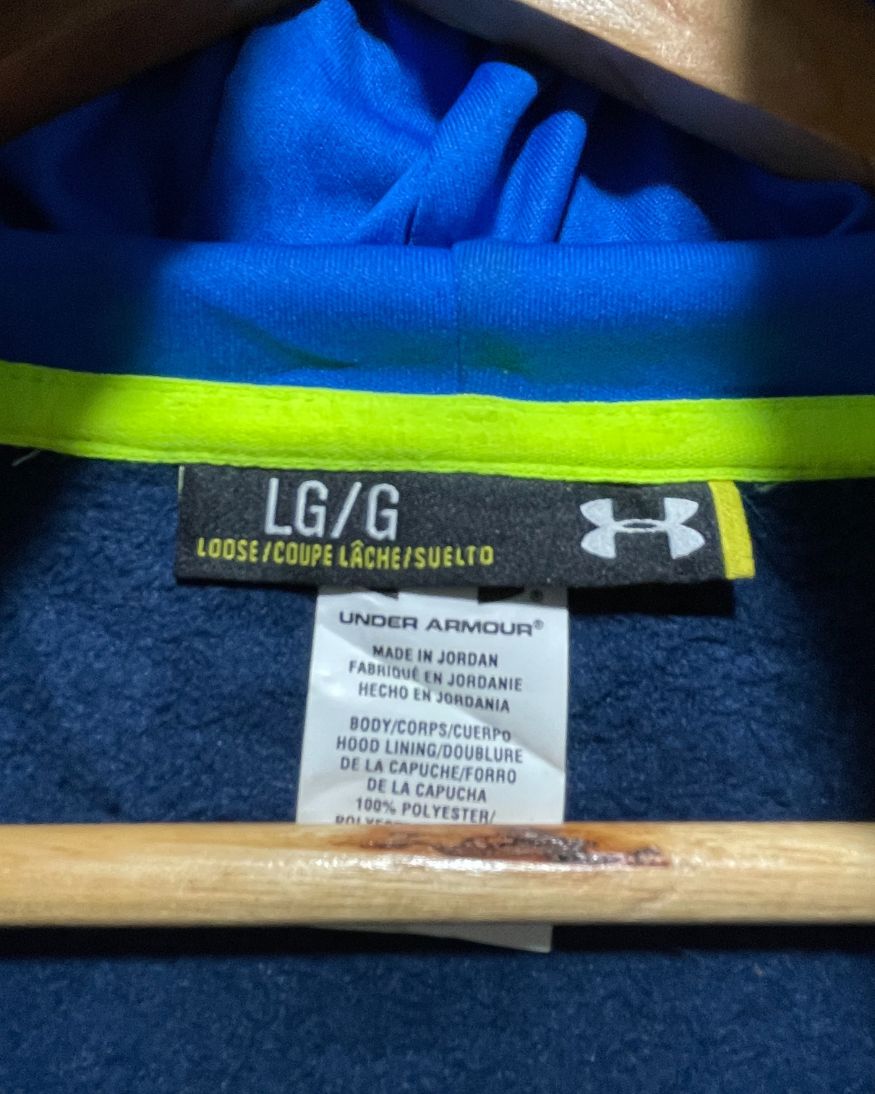 LG/G
LOOSE/COUPE LÂCHE/SUELTO
®
UNDER ARMOUR®
MADE IN JORDAN
FABRIQUÉ EN JORDANIE
HECHO EN JORDANIA
BODY/CORPS/CUERPO
HOOD LINING/DOUBLURE
DE LA CAPUCHE/FORRO
DE LA CAPUCHA
100% POLYESTER/